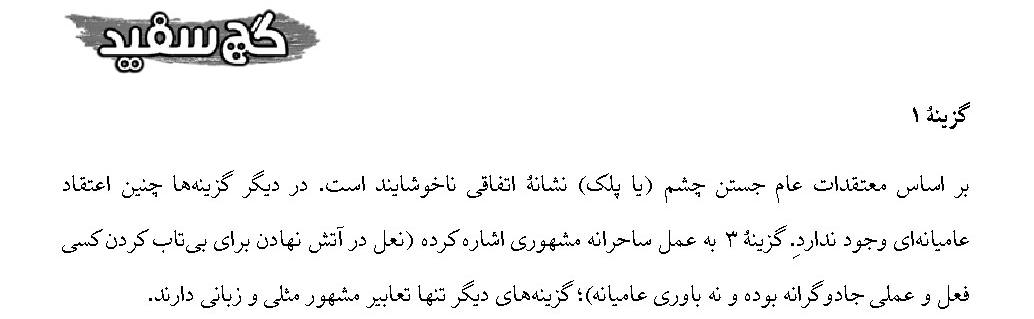 گچ سفید
گزینهٔ ۱
بر اساس معتقدات عام جستن چشم (یا پلک) نشانهٔ اتفاقی ناخوشایند است. در دیگر گزینه‌ها چنین اعتقاد
عامیانه‌ای وجود ندارد. گزینهٔ ۳ به عمل ساحرانه مشهوری اشاره کرده (نعل در آتش نهادن برای بی‌تاب کردن کسی
فعل و عملی جادوگرانه بوده و نه باوری عامیانه)؛ گزینه‌های دیگر تنها تعابیر مشهور مثلی و زبانی دارند.